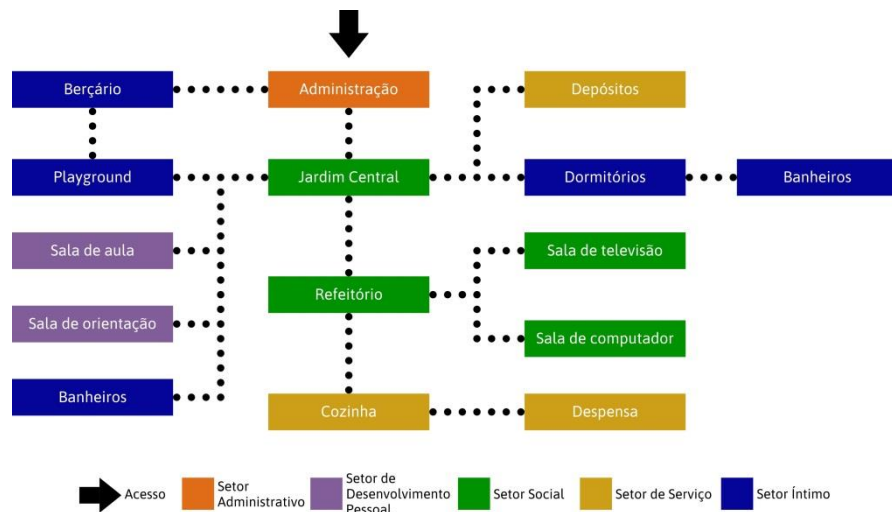 Berçário
Administração
Depósitos
Playground
Jardim Central
Dormitórios
Banheiros
Sala de aula
Sala de televisão
Refeitório
Sala de orientação
Sala de computador
Banheiros
Cozinha
Despensa
Acesso
Setor
Administrativo
Setor de
Desenvolvimento
Pessoal
Setor Social
Setor de Serviço
Setor Íntimo